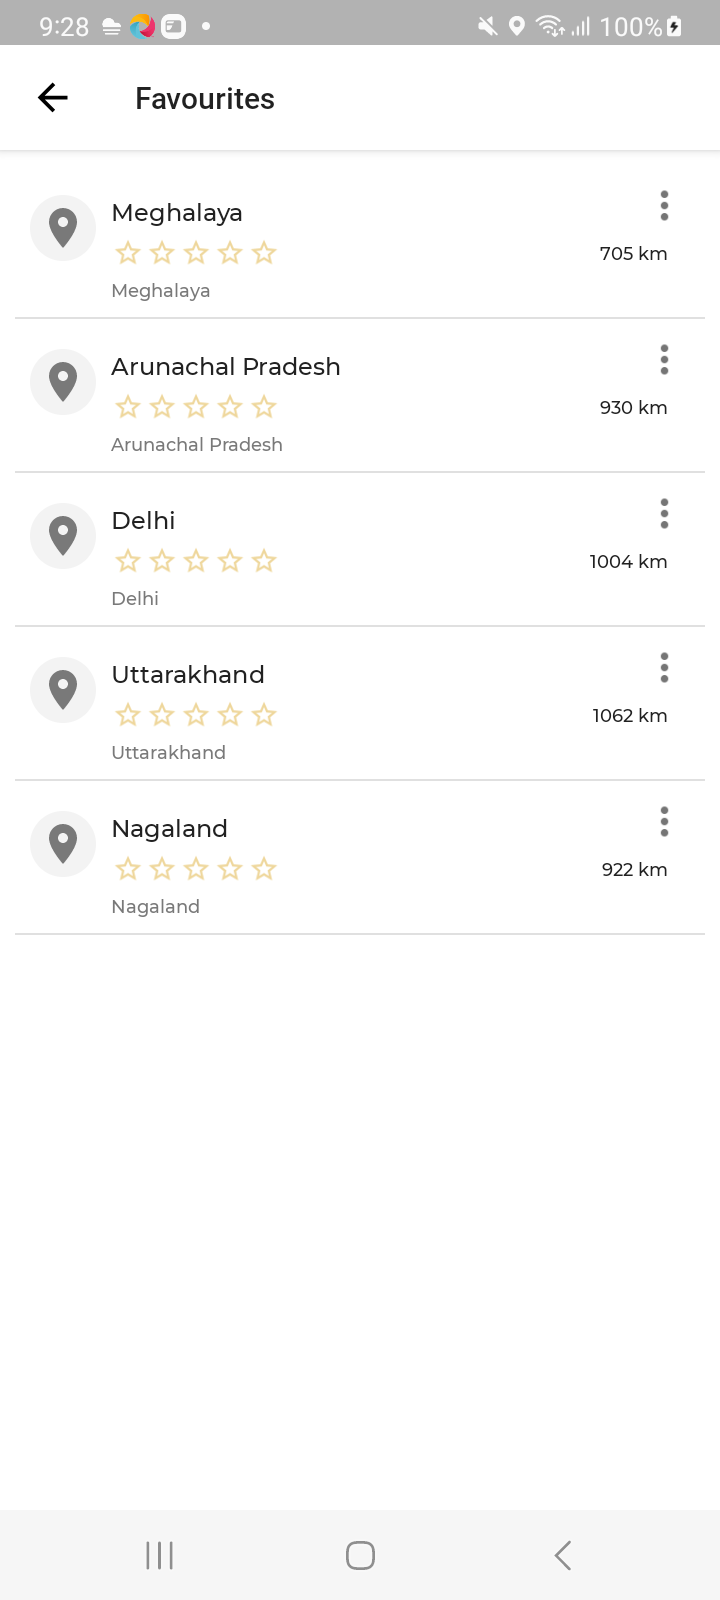 9:28
100%
Favourites
Meghalaya
705 km
Meghalaya
Arunachal Pradesh
930 km
Arunachal Pradesh
Delhi
1004 km
Delhi
Uttarakhand
1062 km
Uttarakhand
Nagaland
922 km
Nagaland